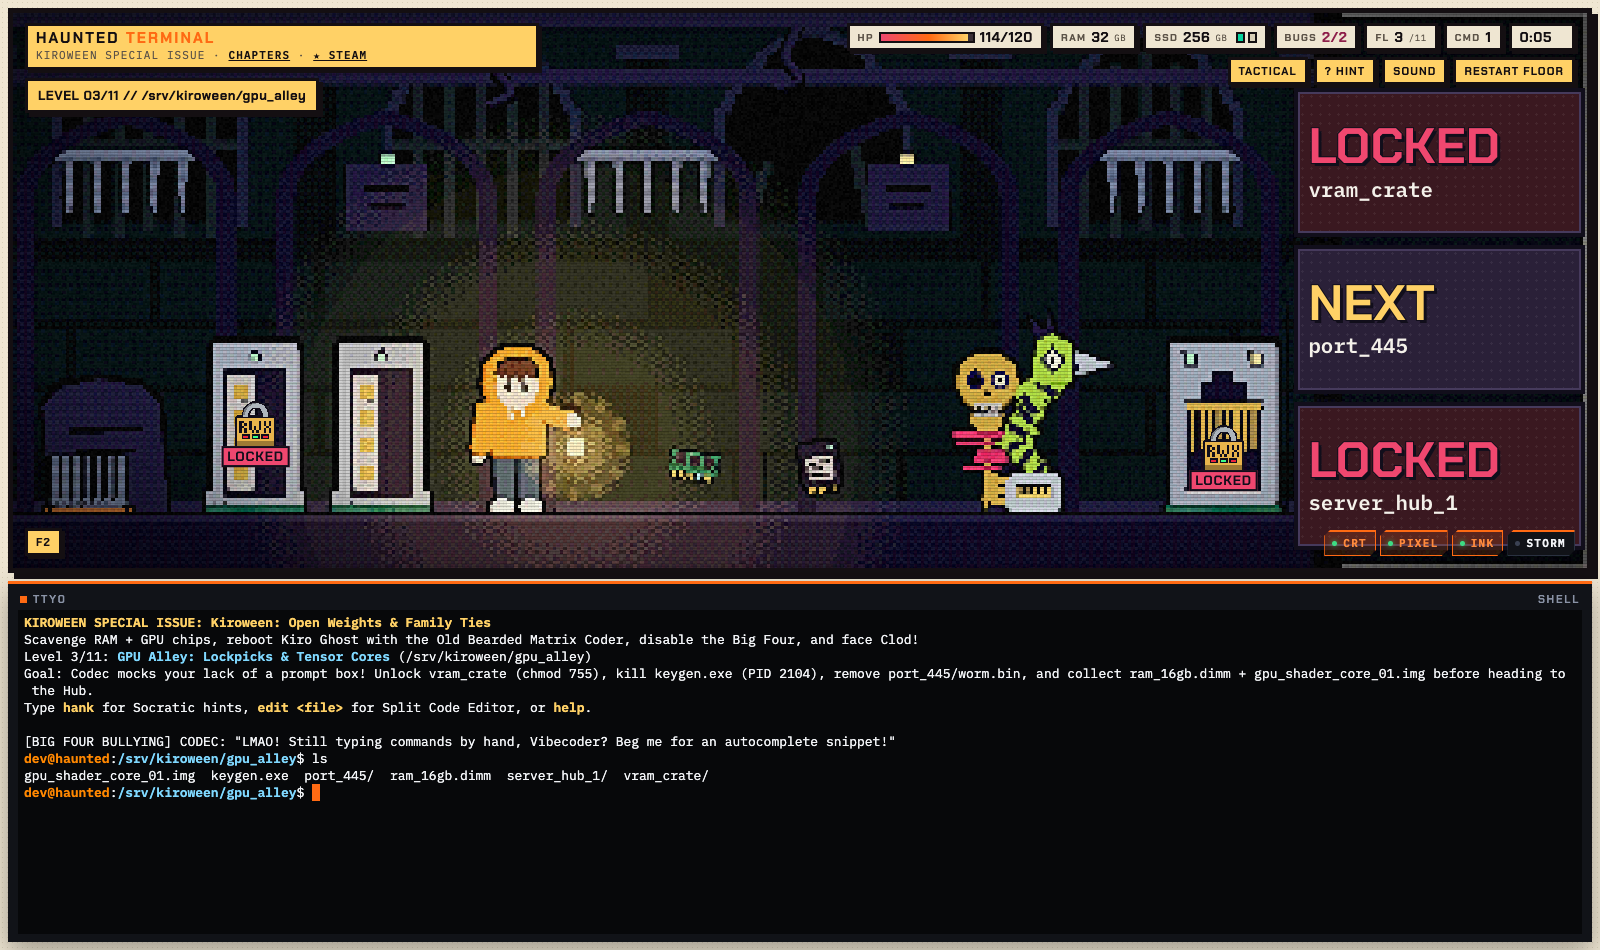 HAUNTED TERMINAL
KIROWEEN SPECIAL ISSUE · CHAPTERS · ★ STEAM
HP 114/120
RAM 32 GB
SSD 256 GB
BUGS 2/2
FL 3 /11
CMD 1
0:05
TACTICAL
? HINT
SOUND
RESTART FLOOR
LEVEL 03/11 // /srv/kiroween/gpu_alley
LOCKED
vram_crate
NEXT
port_445
LOCKED
server_hub_1
RWX
LOCKED
RWX
LOCKED
F2
CRT
PIXEL
INK
STORM
TTY0
SHELL
KIROWEEN SPECIAL ISSUE: Kiroween: Open Weights & Family Ties
Scavenge RAM + GPU chips, reboot Kiro Ghost with the Old Bearded Matrix Coder, disable the Big Four, and face Clod!
Level 3/11: GPU Alley: Lockpicks & Tensor Cores (/srv/kiroween/gpu_alley)
Goal: Codec mocks your lack of a prompt box! Unlock vram_crate (chmod 755), kill keygen.exe (PID 2104), remove port_445/worm.bin, and collect ram_16gb.dimm + gpu_shader_core_01.img before heading to
the Hub.
Type hank for Socratic hints, edit <file> for Split Code Editor, or help.
[BIG FOUR BULLYING] CODEC: "LMAO! Still typing commands by hand, Vibecoder? Beg me for an autocomplete snippet!"
dev@haunted:/srv/kiroween/gpu_alley$ ls
gpu_shader_core_01.img keygen.exe port_445/ ram_16gb.dimm server_hub_1/ vram_crate/
dev@haunted:/srv/kiroween/gpu_alley$